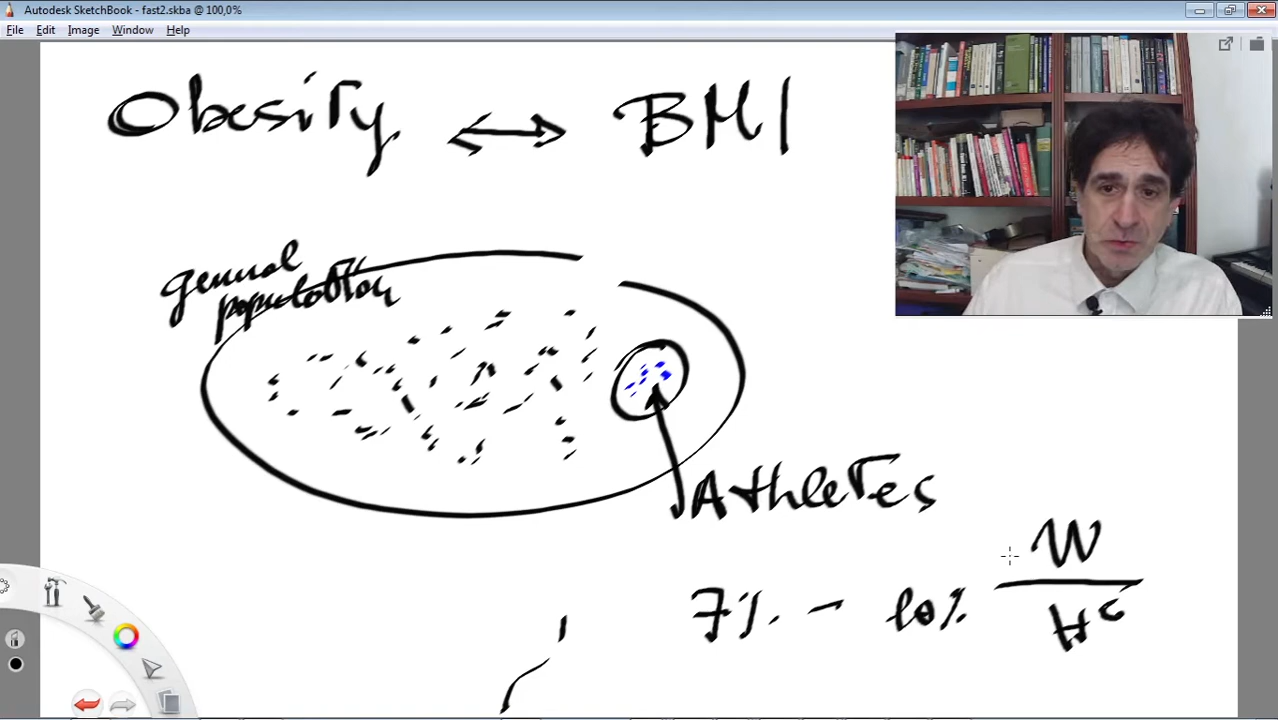 Autodesk SketchBook - fast2.skba @ 100,0%
File Edit Image Window Help
Obesity ↔ BMI
general
population
Athletes
7% - 10%
W
H²